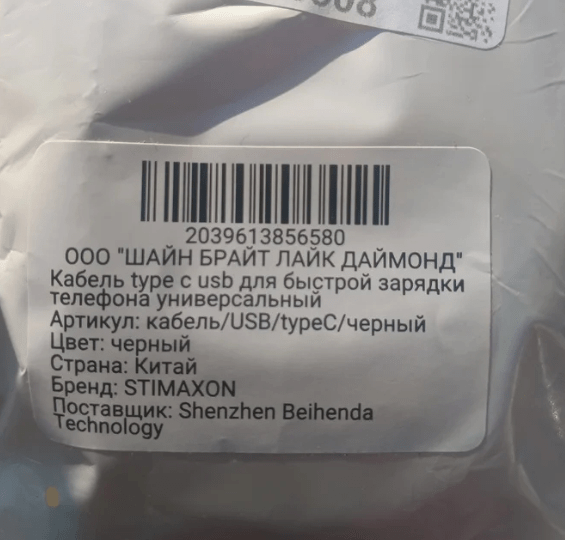 2039613856580
ООО "ШАЙН БРАЙТ ЛАЙК ДАЙМОНД"
Кабель type c usb для быстрой зарядки
телефона универсальный
Артикул: кабель/USB/typeC/черный
Цвет: черный
Страна: Китай
Бренд: STIMAXON
Поставщик: Shenzhen Beihenda
Technology